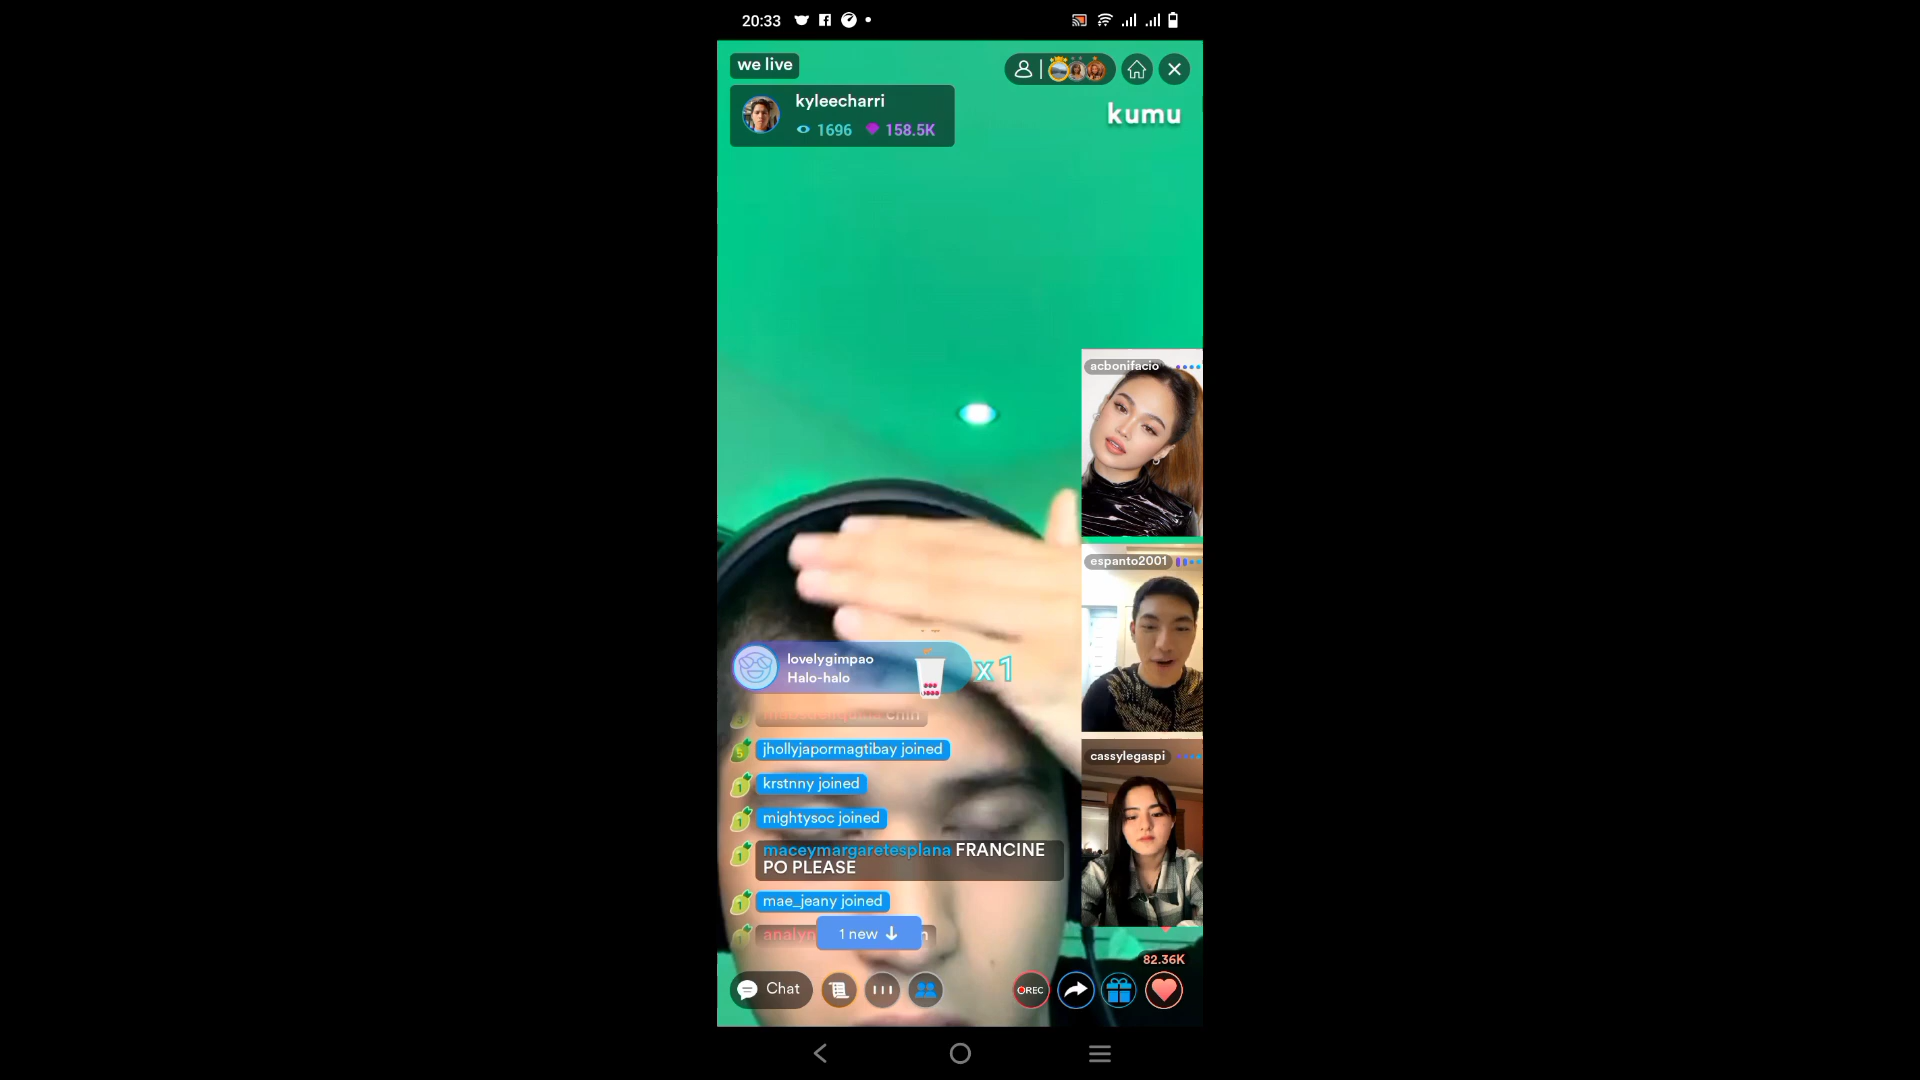 20:33
we live
kyleecharri
1696 158.5K
kumu
acbonifacio
espanto2001
lovelygimpao
Halo-halo
x1
chin
jhollyjapormagtibay joined
cassylegaspi
krstnny joined
mightysoc joined
maceymargaretesplana FRANCINE
PO PLEASE
mae_jeany joined
1 new
82.36K
Chat
REC